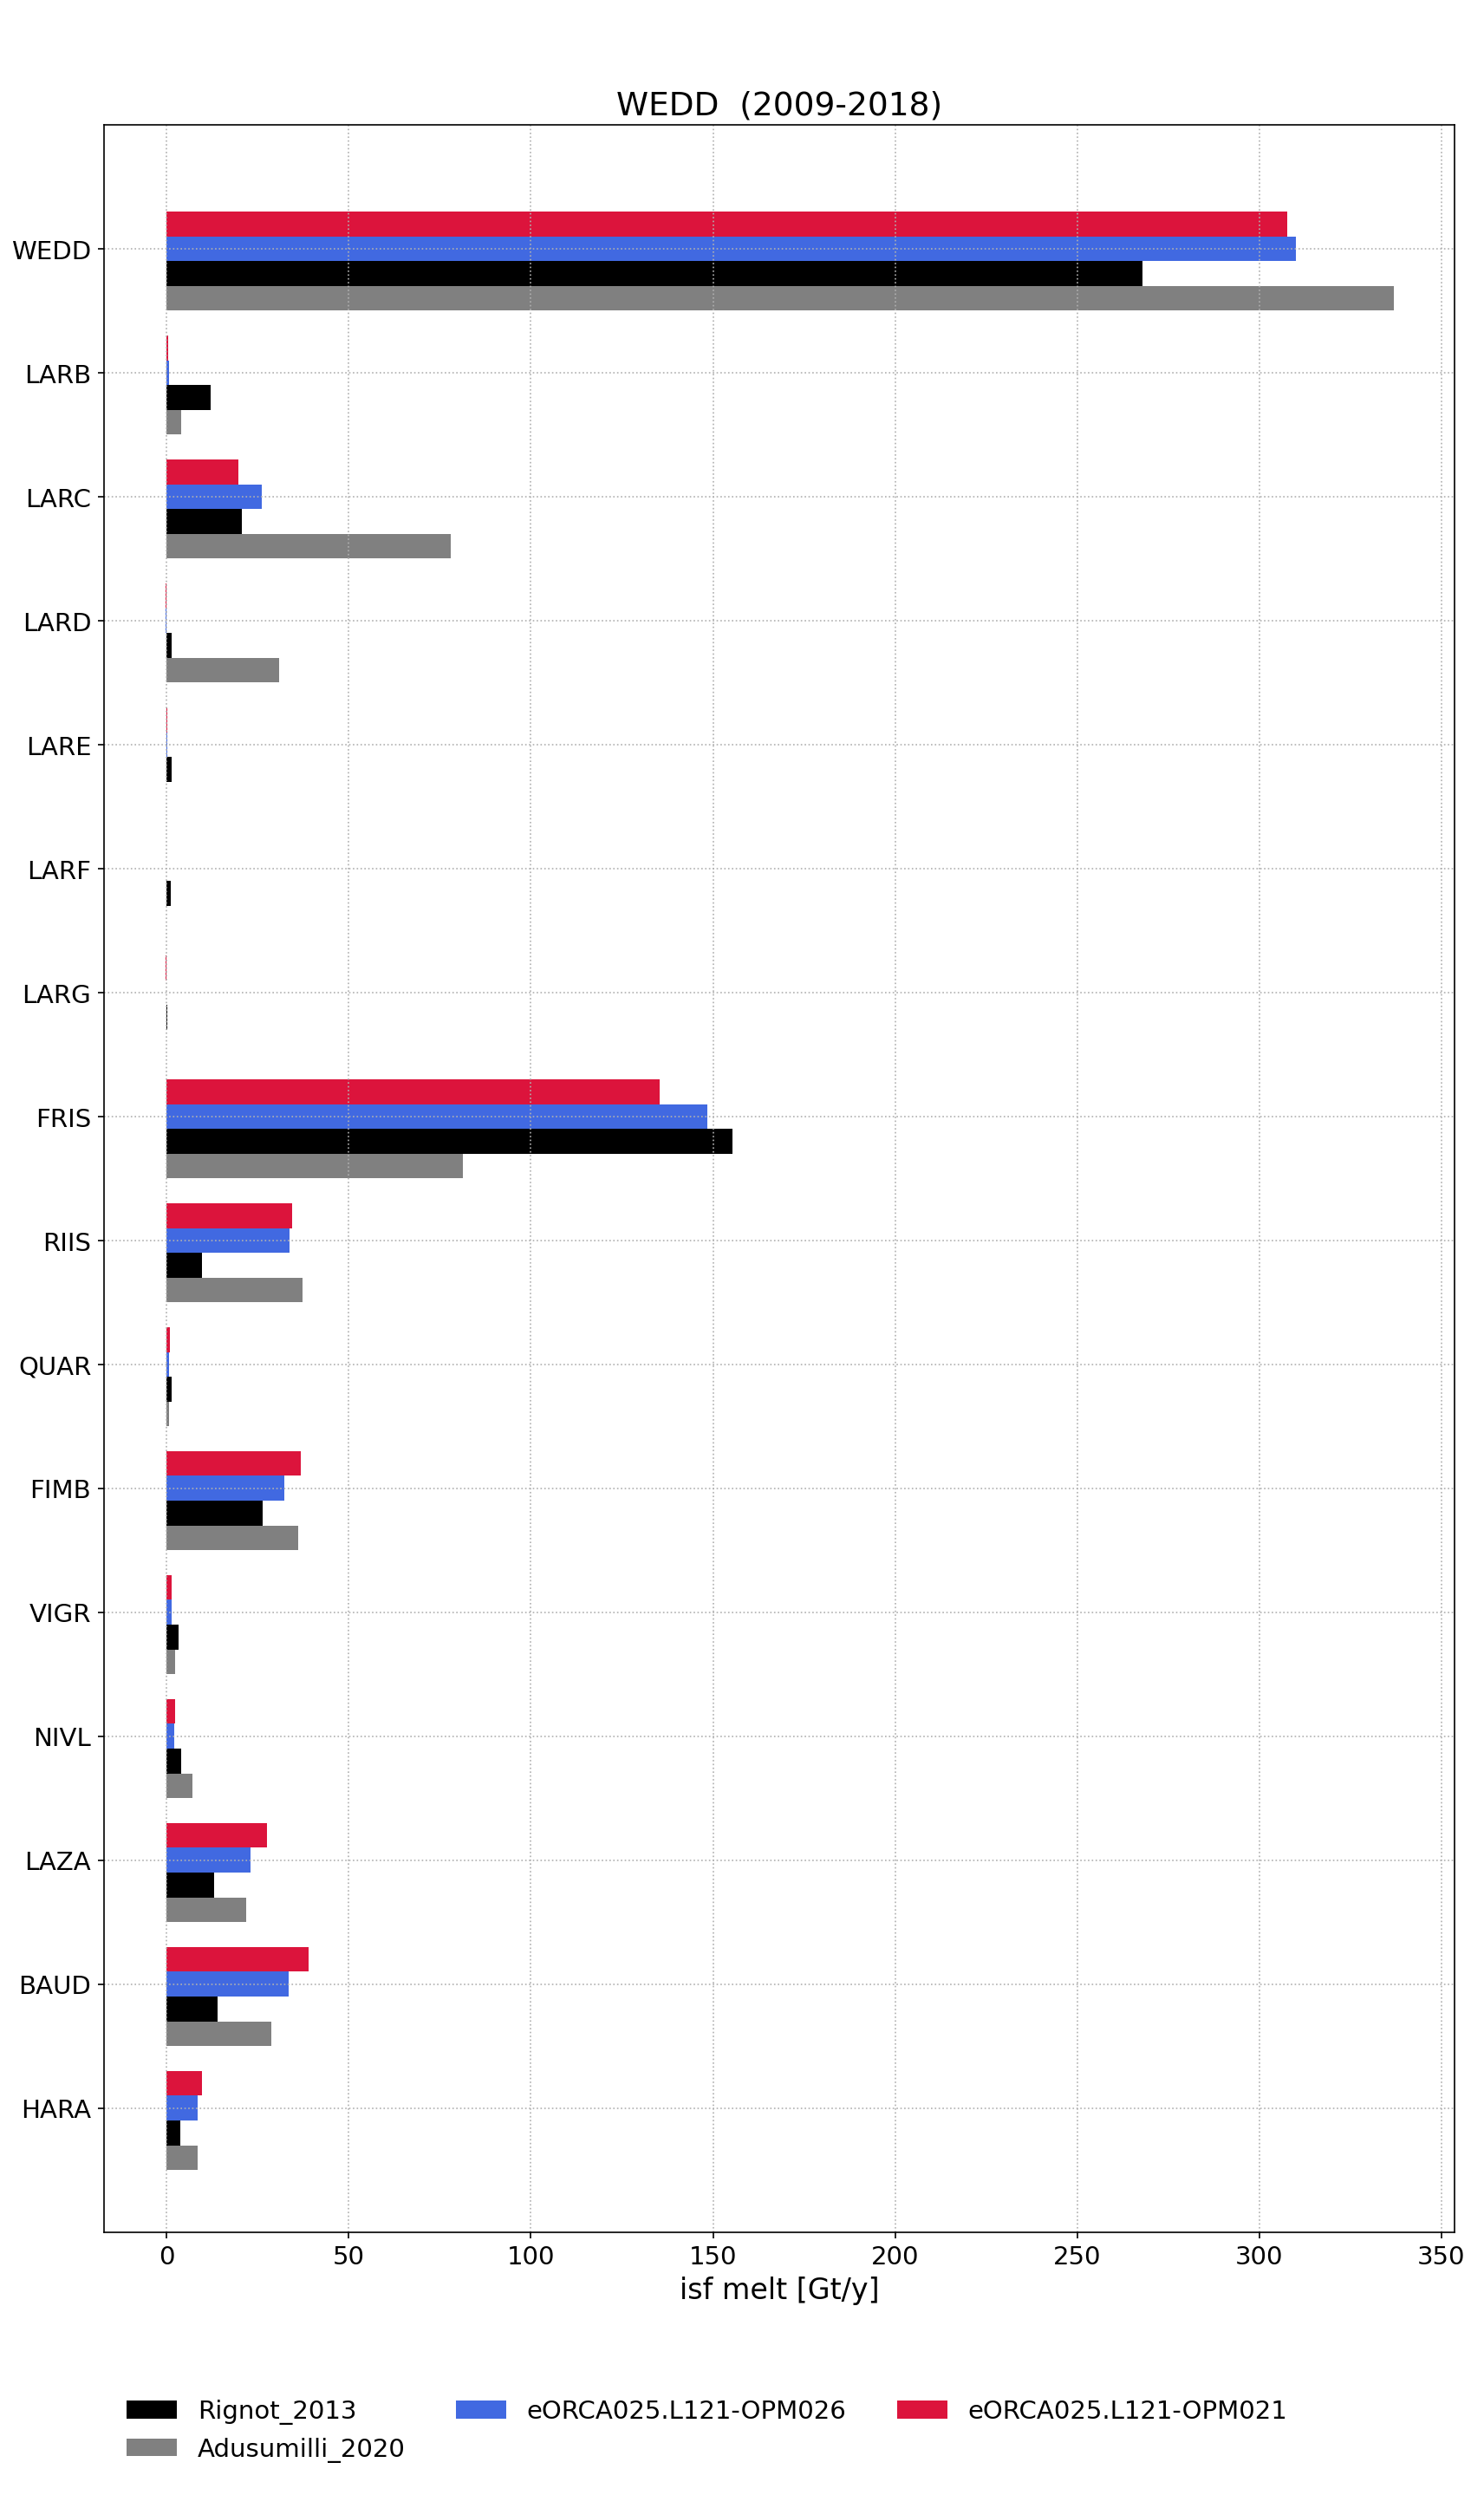 WEDD  (2009-2018)
WEDD
LARB
LARC
LARD
LARE
LARF
LARG
FRIS
RIIS
QUAR
FIMB
VIGR
NIVL
LAZA
BAUD
HARA
0 50 100 150 200 250 300 350
isf melt [Gt/y]
Rignot_2013 eORCA025.L121-OPM026 eORCA025.L121-OPM021
Adusumilli_2020